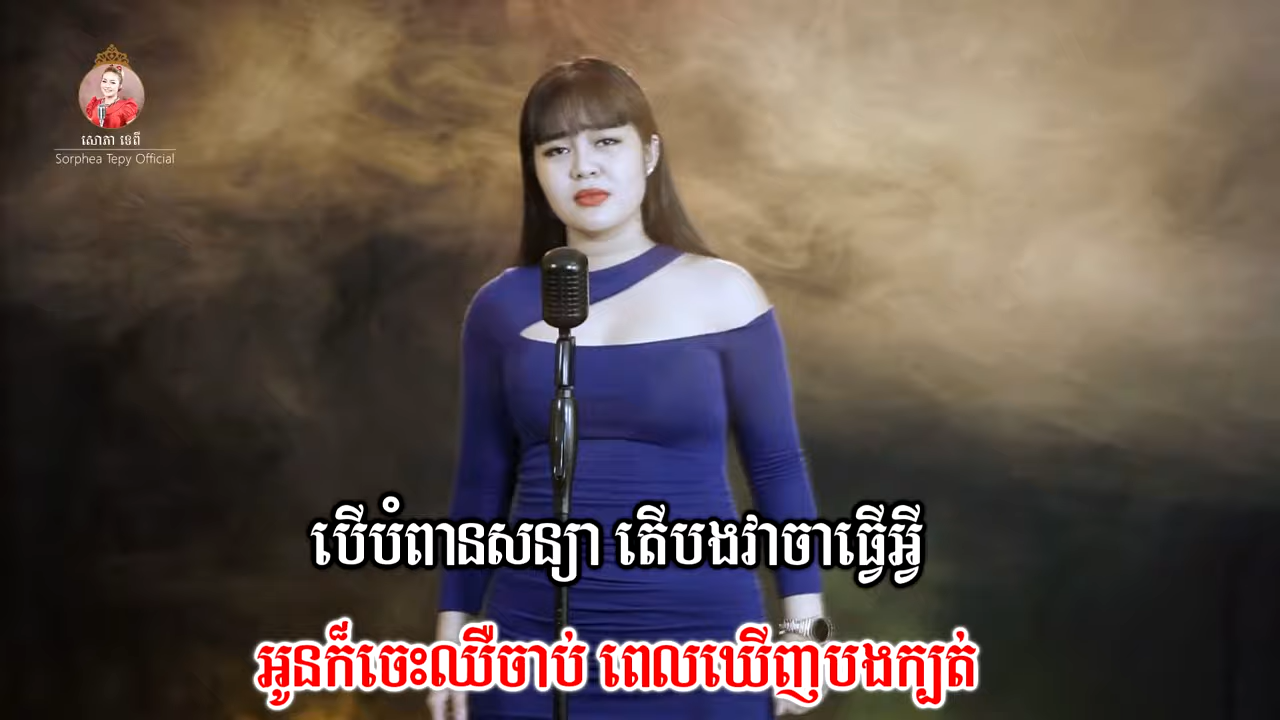 សោភា ទេពី
Sorphea Tepy Official
បើបំពានសន្យា តើបងវាចាធ្វើអ្វី
អូនក៏ចេះឈឺចាប់ ពេលឃើញបងក្បត់